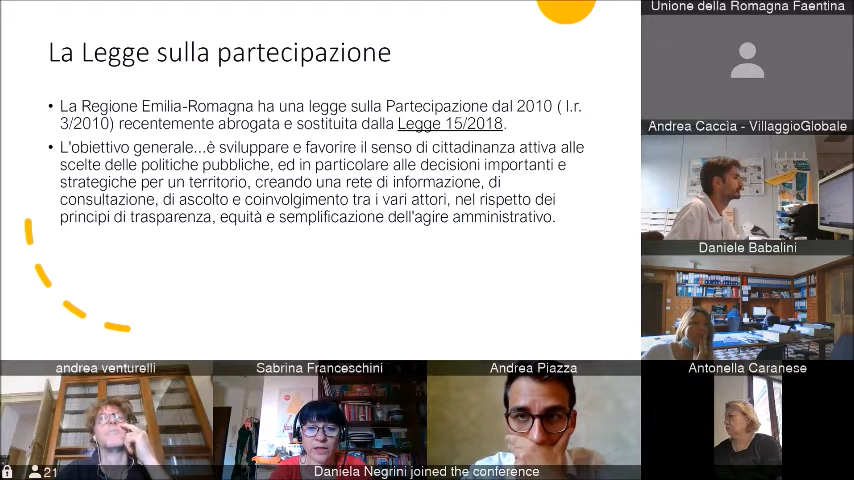 La Legge sulla partecipazione
• La Regione Emilia-Romagna ha una legge sulla Partecipazione dal 2010 ( l.r.
3/2010) recentemente abrogata e sostituita dalla Legge 15/2018.
• L'obiettivo generale...è sviluppare e favorire il senso di cittadinanza attiva alle
scelte delle politiche pubbliche, ed in particolare alle decisioni importanti e
strategiche per un territorio, creando una rete di informazione, di
consultazione, di ascolto e coinvolgimento tra i vari attori, nel rispetto dei
principi di trasparenza, equità e semplificazione dell'agire amministrativo.
Unione della Romagna Faentina
Andrea Caccìa - VillaggioGlobale
Daniele Babalini
andrea venturelli
Sabrina Franceschini
Andrea Piazza
Antonella Caranese
21
Daniela Negrini joined the conference